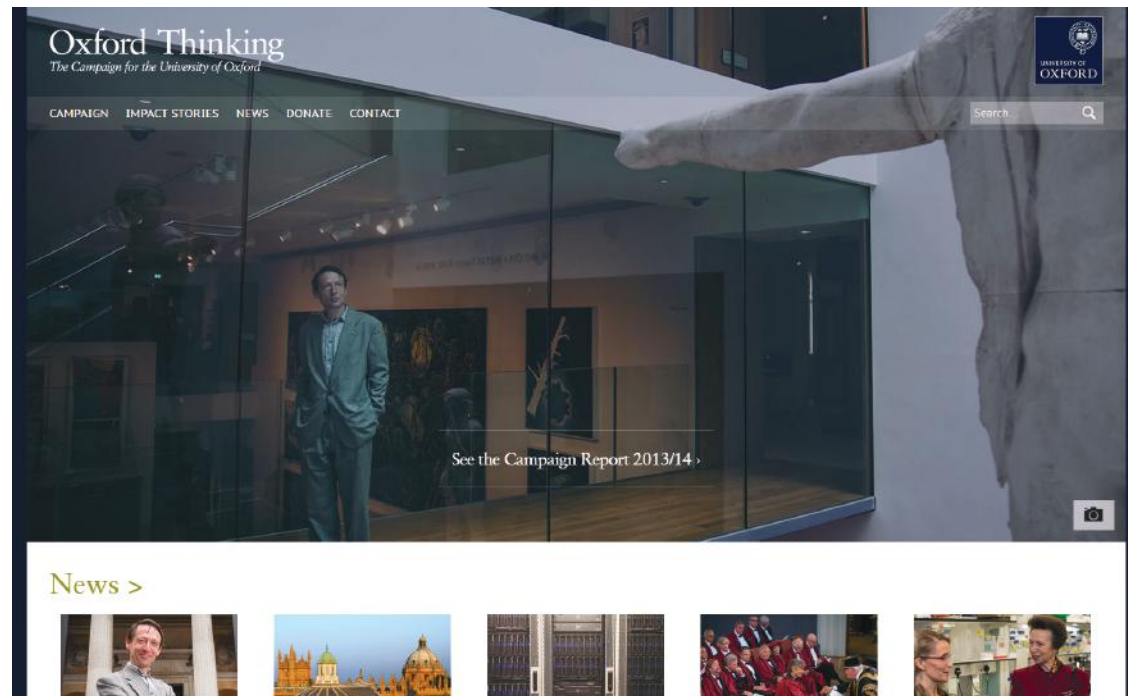 Oxford Thinking
The Campaign for the University of Oxford
UNIVERSITY OF
OXFORD
CAMPAIGN IMPACT STORIES NEWS DONATE CONTACT
Search...
See the Campaign Report 2013/14 ›
News >